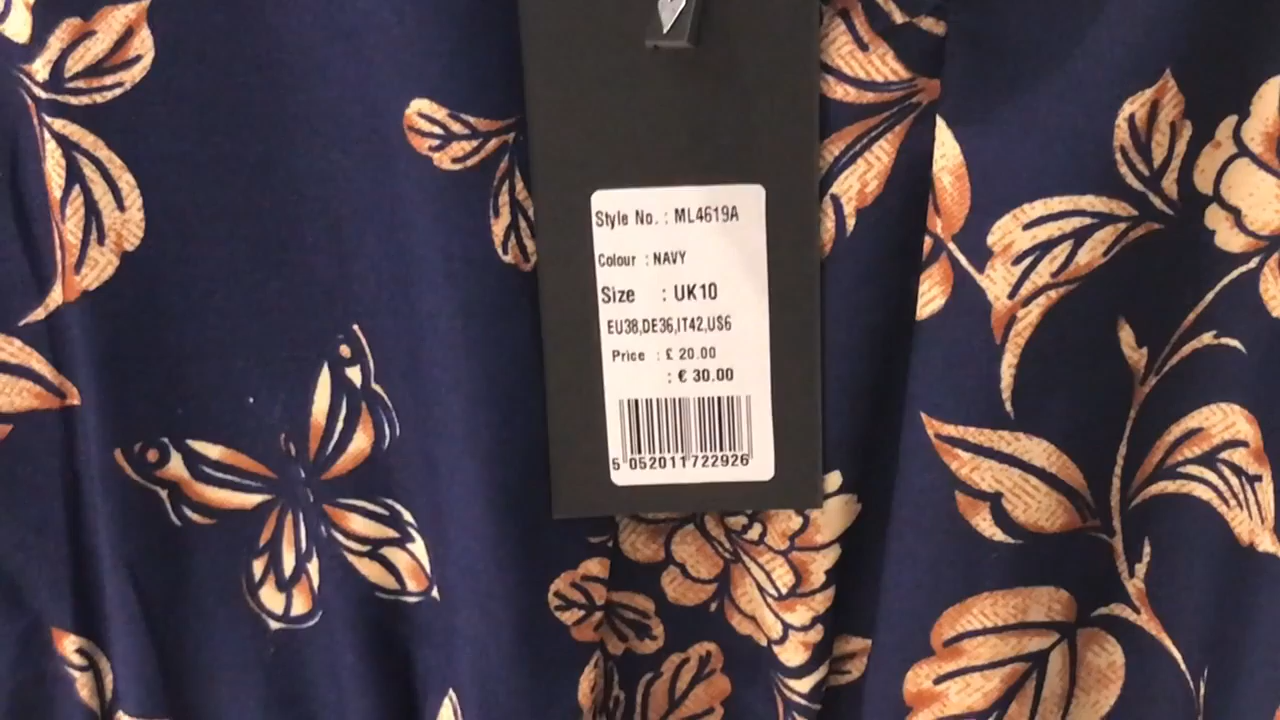 Style No. : ML4619A
Colour : NAVY
Size : UK10
EU38,DE36,IT42,US6
Price : £ 20.00
: € 30.00
5 052011 722926